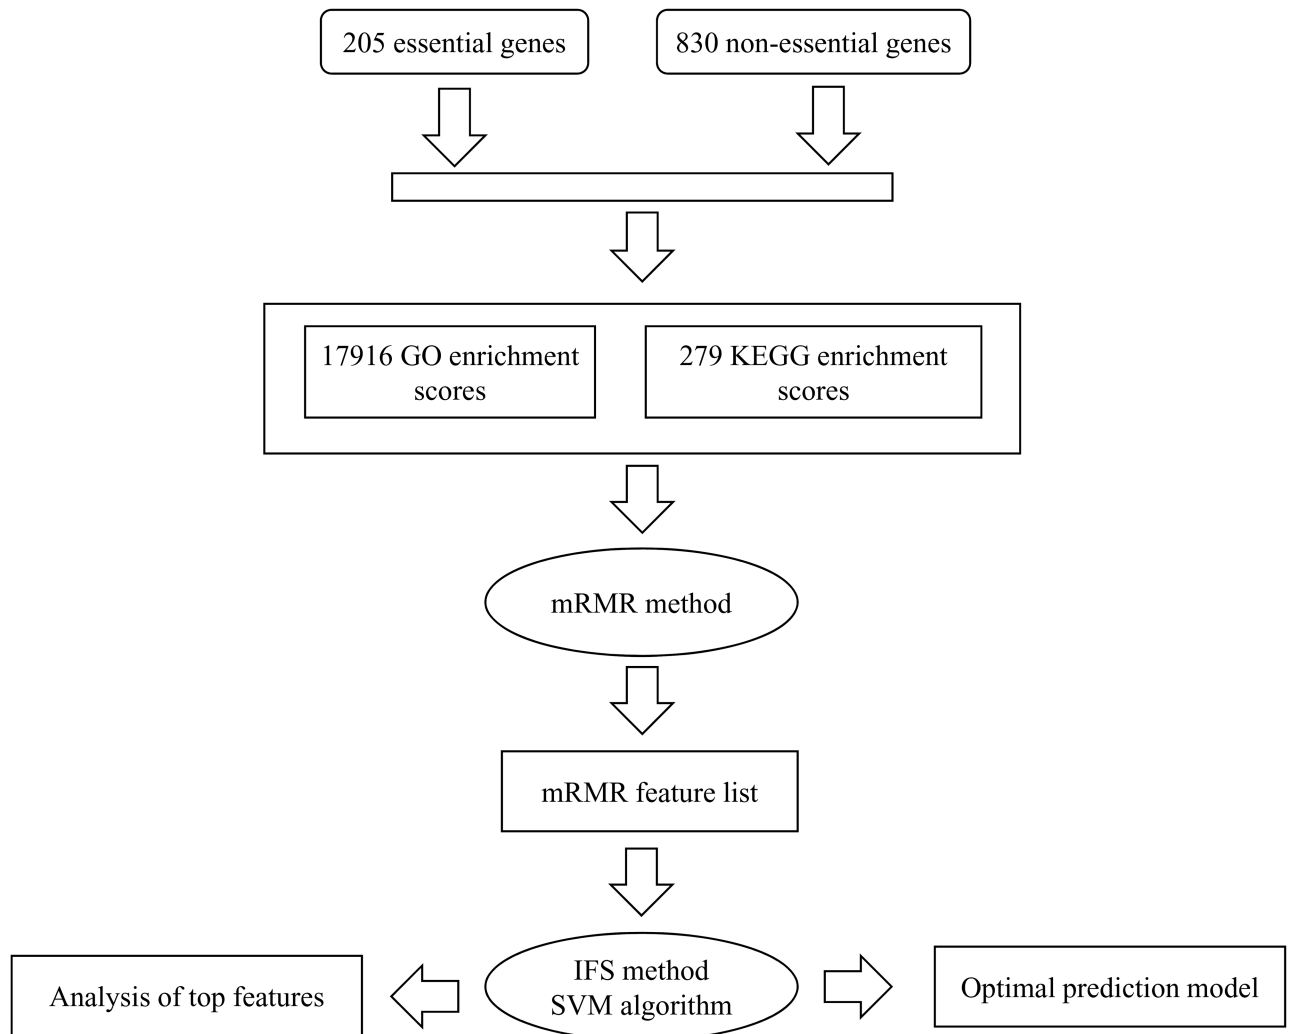 205 essential genes
830 non-essential genes
17916 GO enrichment
scores
279 KEGG enrichment
scores
mRMR method
mRMR feature list
IFS method
SVM algorithm
Analysis of top features
Optimal prediction model